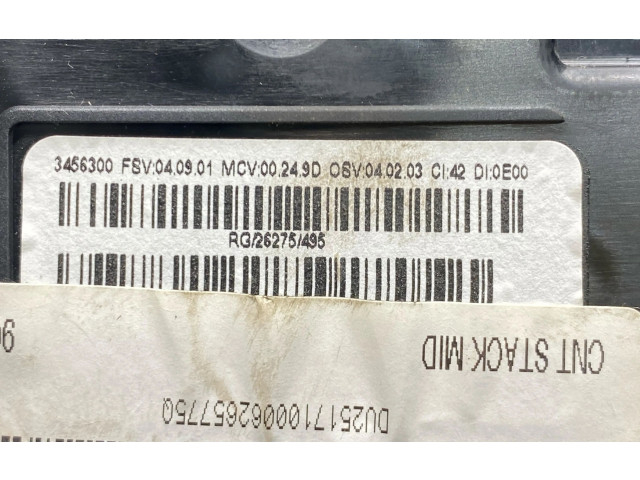 3456300 FSV:04.09.01 MCV:00.24.9D OSV:04.02.03 CI:42 DI:0E00
RG/26275/495
CNT STACK MID
DU251710006265775Q